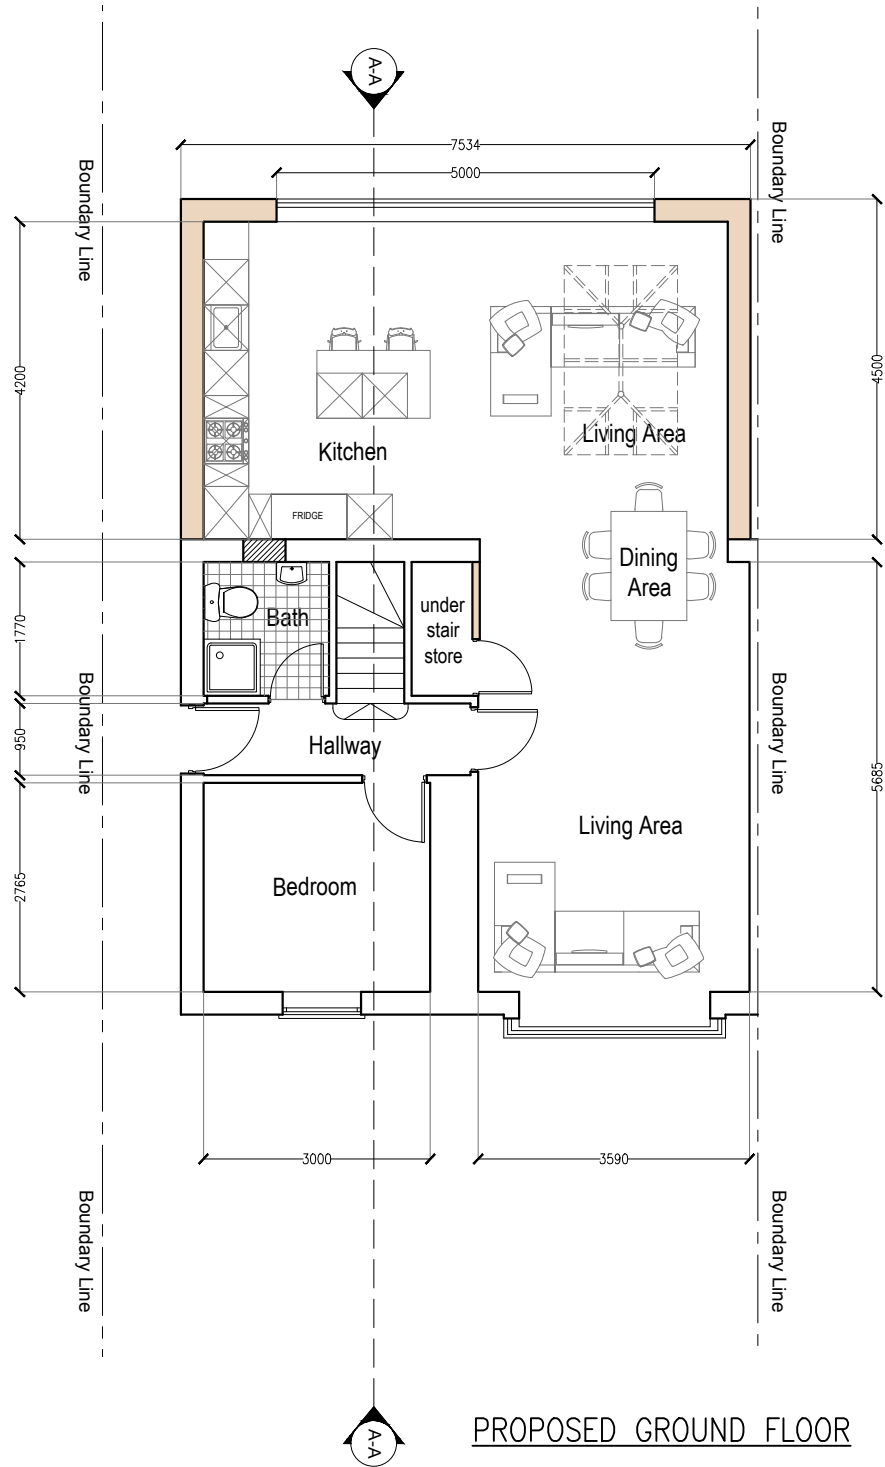 A-A
7534
5000
Boundary Line
Boundary Line
4200
4500
Kitchen
Living Area
FRIDGE
Dining
Area
1770
Bath
under
stair
store
Boundary Line
Boundary Line
950
Hallway
5685
Living Area
2765
Bedroom
3000
3590
Boundary Line
Boundary Line
A-A
PROPOSED GROUND FLOOR